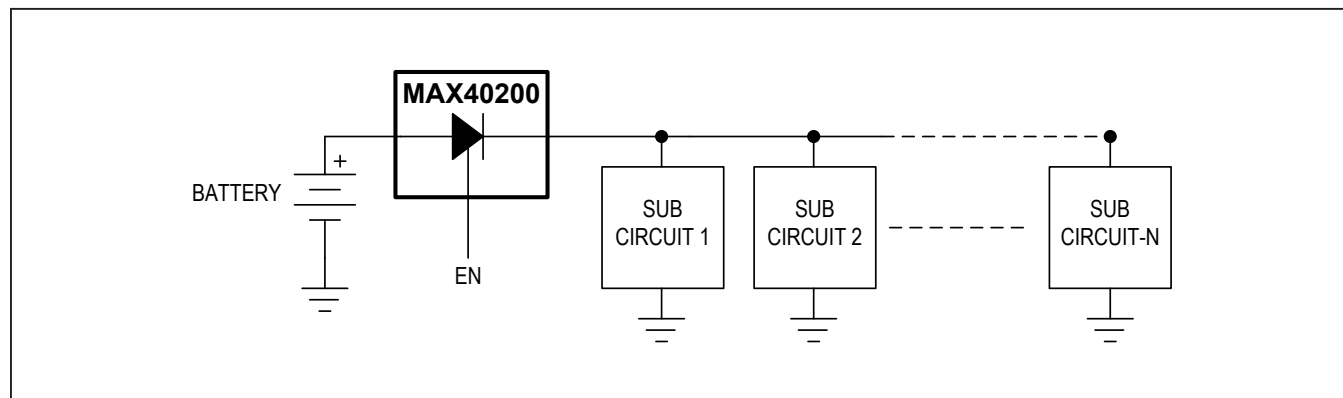 MAX40200
+
BATTERY
EN
SUB
CIRCUIT 1
SUB
CIRCUIT 2
SUB
CIRCUIT-N